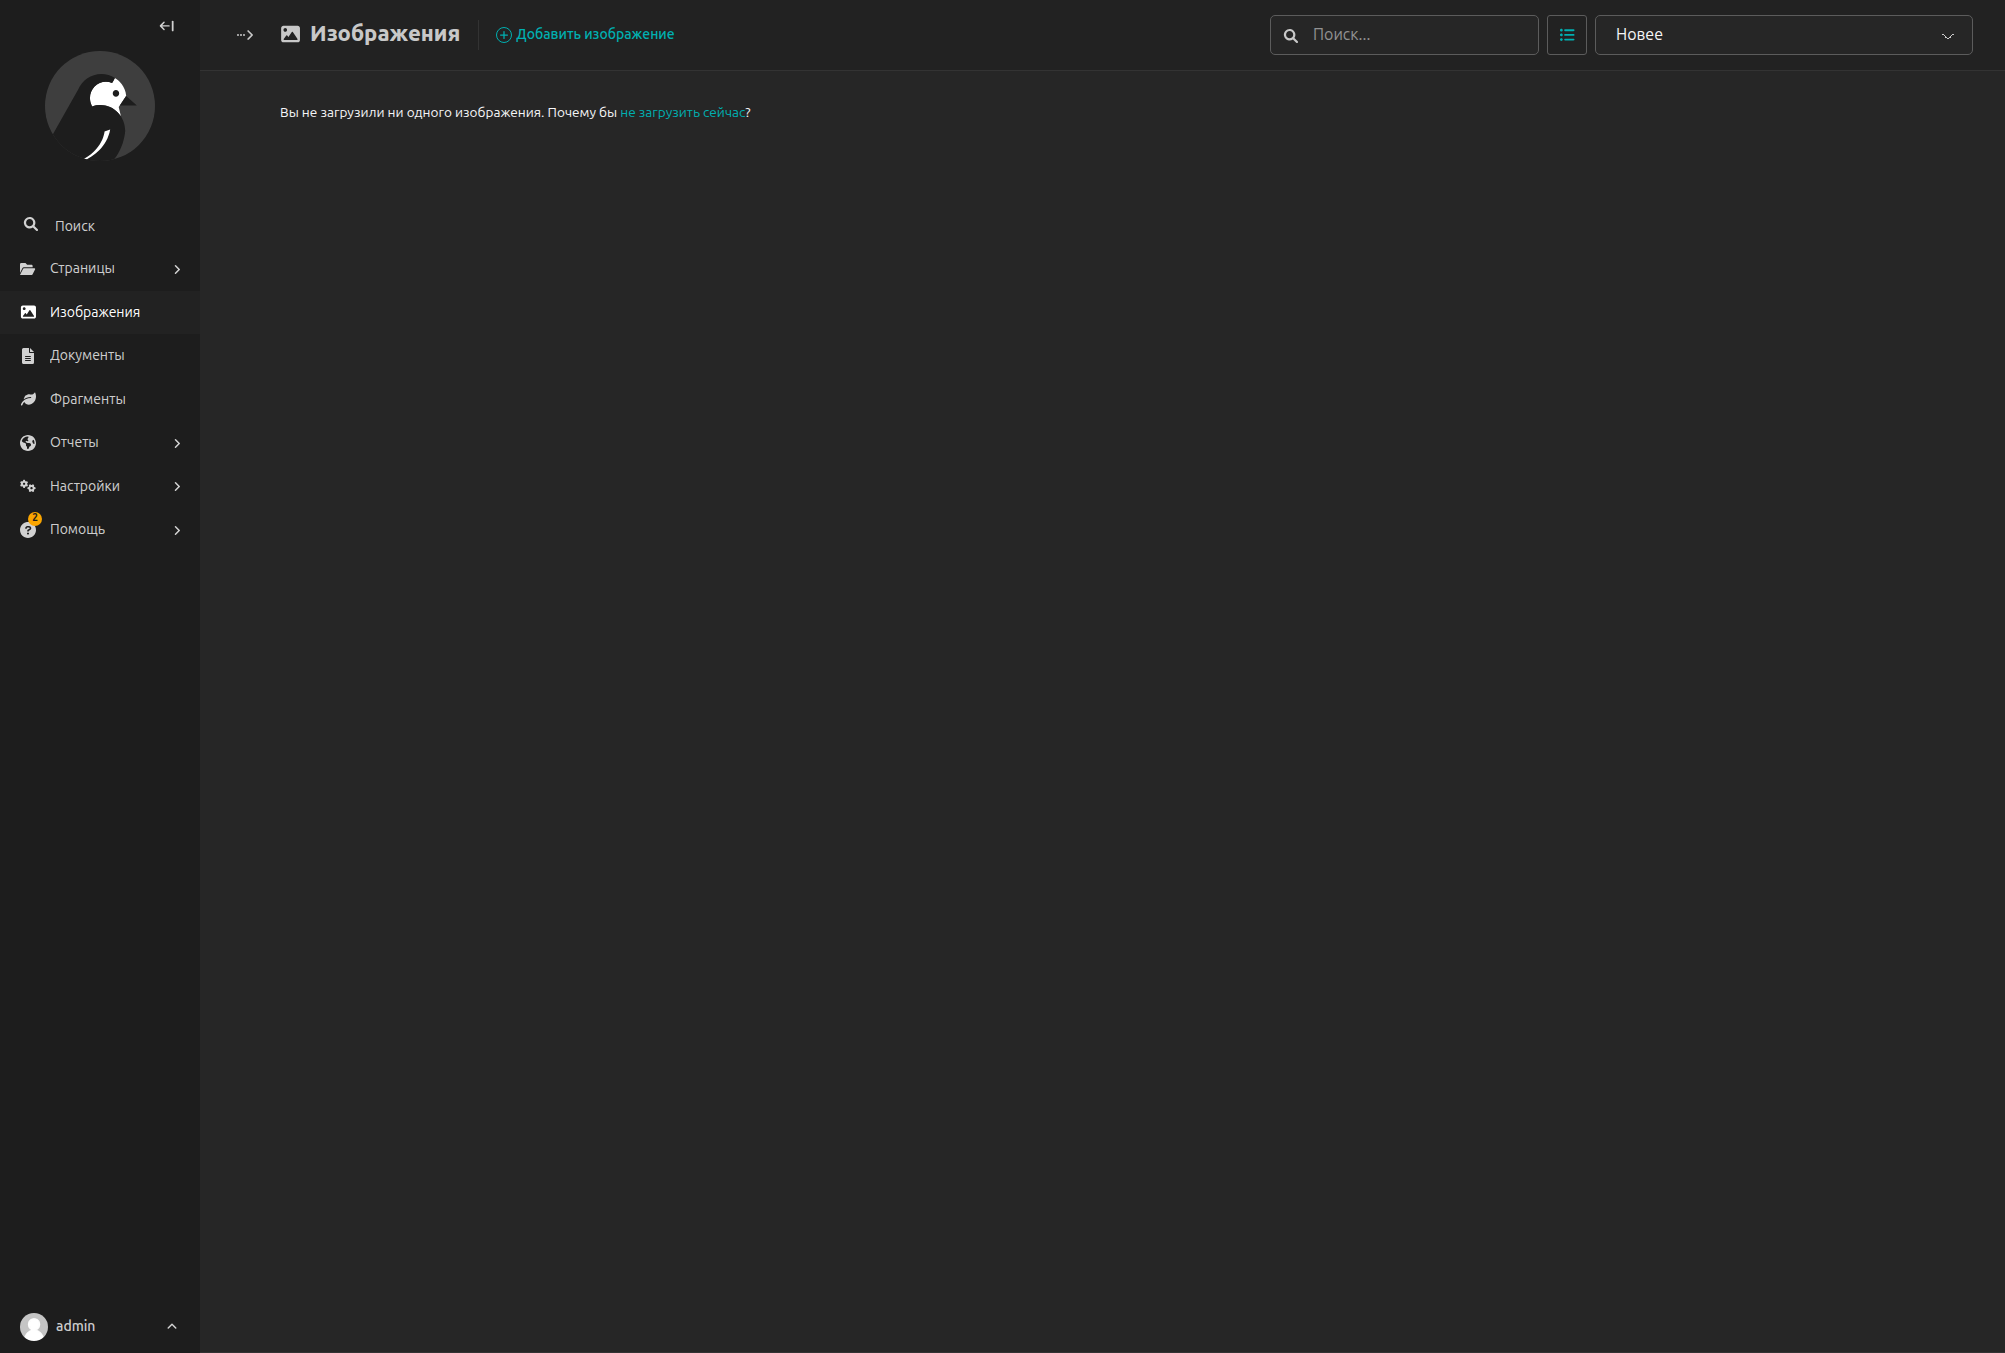 Изображения
Добавить изображение
Поиск...
Новее
Вы не загрузили ни одного изображения. Почему бы не загрузить сейчас?
Поиск
Страницы
Изображения
Документы
Фрагменты
Отчеты
Настройки
2
Помощь
admin